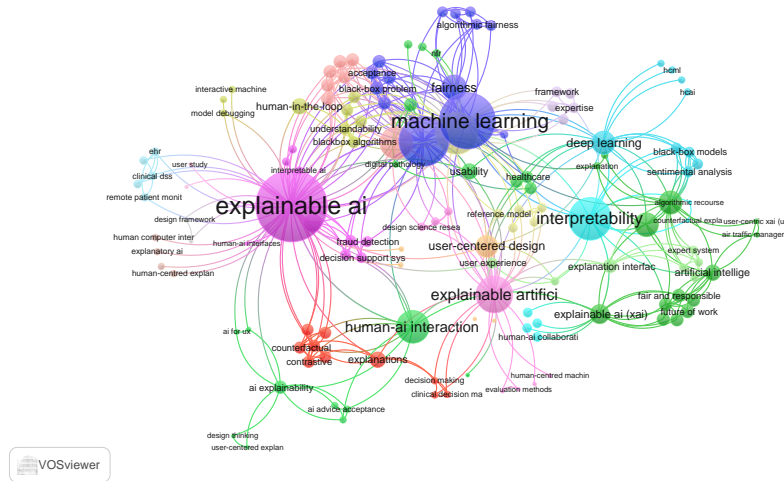 algorithmic fairness
nfr
acceptance
hcml
black-box problem
fairness
interactive machine
framework
hcai
human-in-the-loop
expertise
model debugging
machine learning
understandability
blackbox algorithms
deep learning
ehr
black-box models
user study
digital pathology
explanation
interpretable ai
usability
sentimental analysis
clinical dss
healthcare
remote patient monit
explainable ai
algorithmic recourse
reference model
interpretability
design framework
counterfactual expla
user-centric xai (u
design science resea
air traffic manager
human computer inter
human-ai interfaces
fraud detection
user-centered design
explanatory ai
expert system
decision support sys
user experience
explanation interfac
human-centred explan
artificial intellige
explainable artifici
fair and responsible
explainable ai (xai)
future of work
human-ai interaction
ai for ux
human-ai collaborati
counterfactual
contrastive
explanations
human-centred machin
decision making
ai explainability
evaluation methods
clinical decision ma
ai advice acceptance
design thinking
user-centered explan
VOSviewer